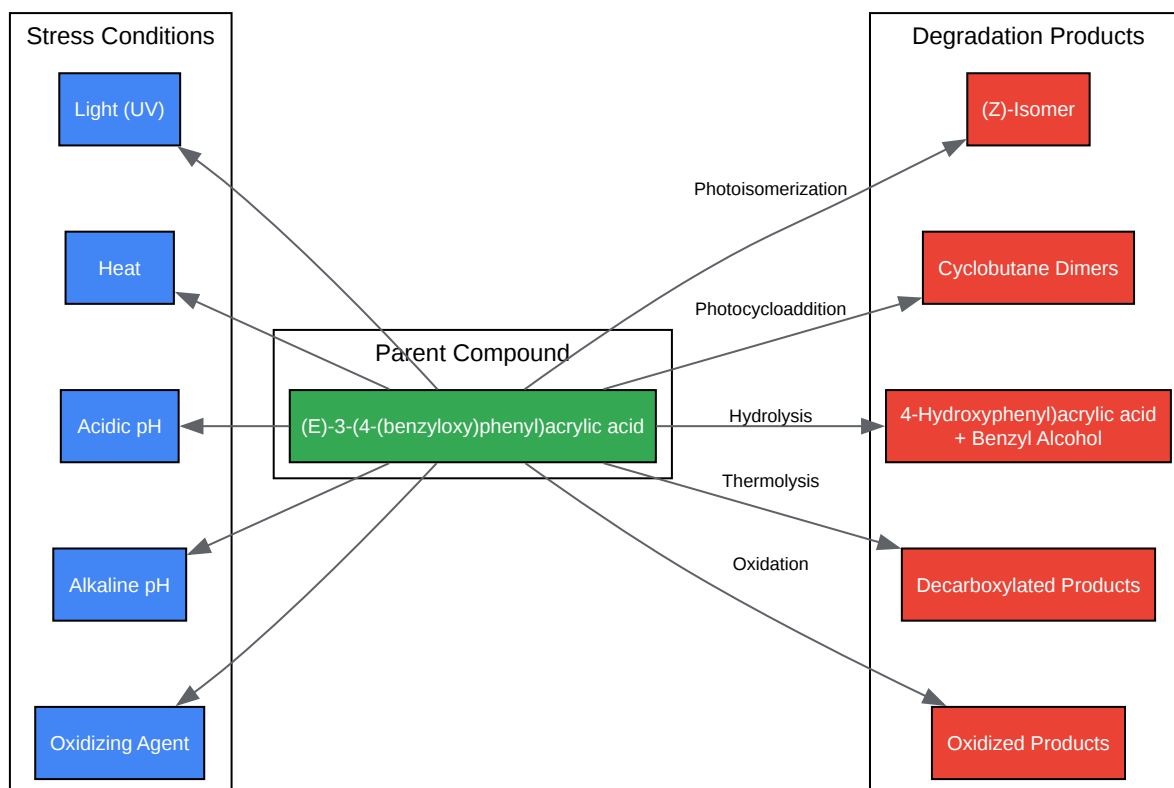 Stress Conditions
Light (UV)
Heat
Acidic pH
Alkaline pH
Oxidizing Agent
Parent Compound
(E)-3-(4-(benzyloxy)phenyl)acrylic acid
Photoisomerization
Photocycloaddition
Hydrolysis
Thermolysis
Oxidation
Degradation Products
(Z)-Isomer
Cyclobutane Dimers
4-Hydroxyphenyl)acrylic acid
+ Benzyl Alcohol
Decarboxylated Products
Oxidized Products